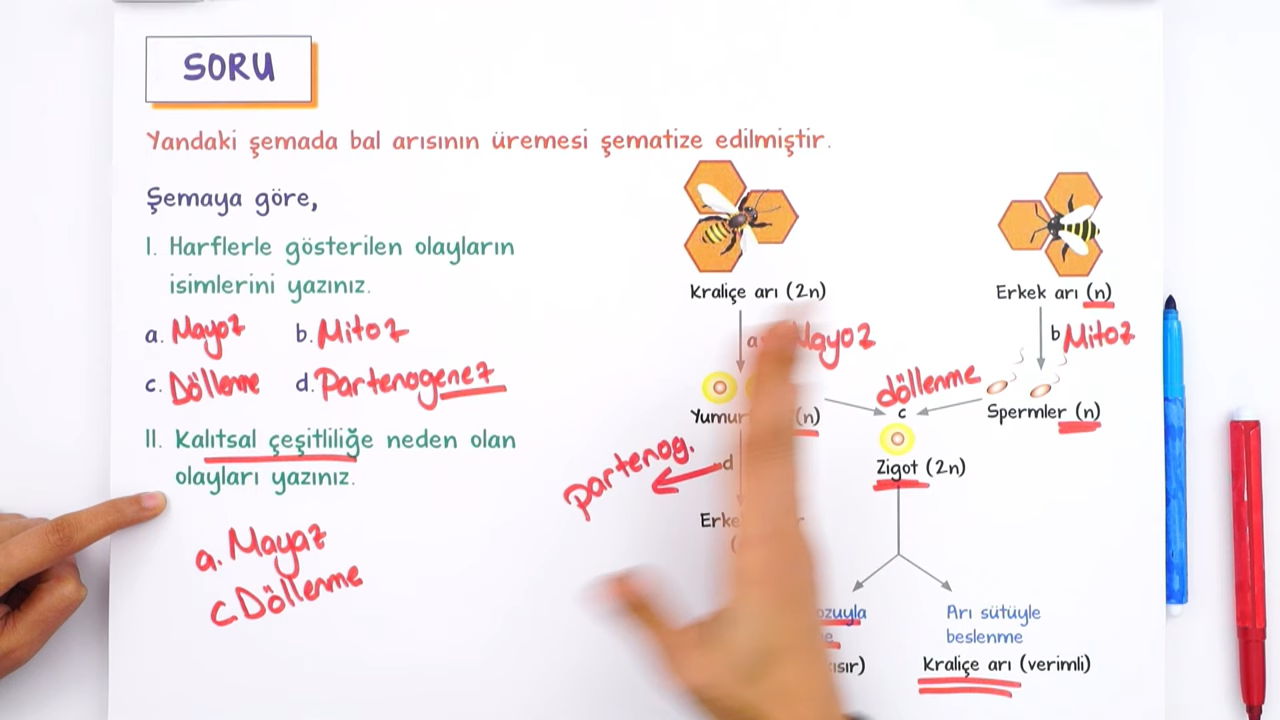 SORU
Yandaki şemada bal arısının üremesi şematize edilmiştir.
Şemaya göre,
I. Harflerle gösterilen olayların
isimlerini yazınız.
a. Mayoz b. Mitoz
c. Döllenme d. Partenogenez
II. Kalıtsal çeşitliliğe neden olan
olayları yazınız.
a. Mayaz
c Döllenme
Kraliçe arı (2n)
Erkek arı (n)
a Mayoz
b Mitoz
döllenme
c
(n)
Spermler (n)
partenog.
d
Zigot (2n)
Arı sütüyle
beslenme
Kraliçe arı (verimli)